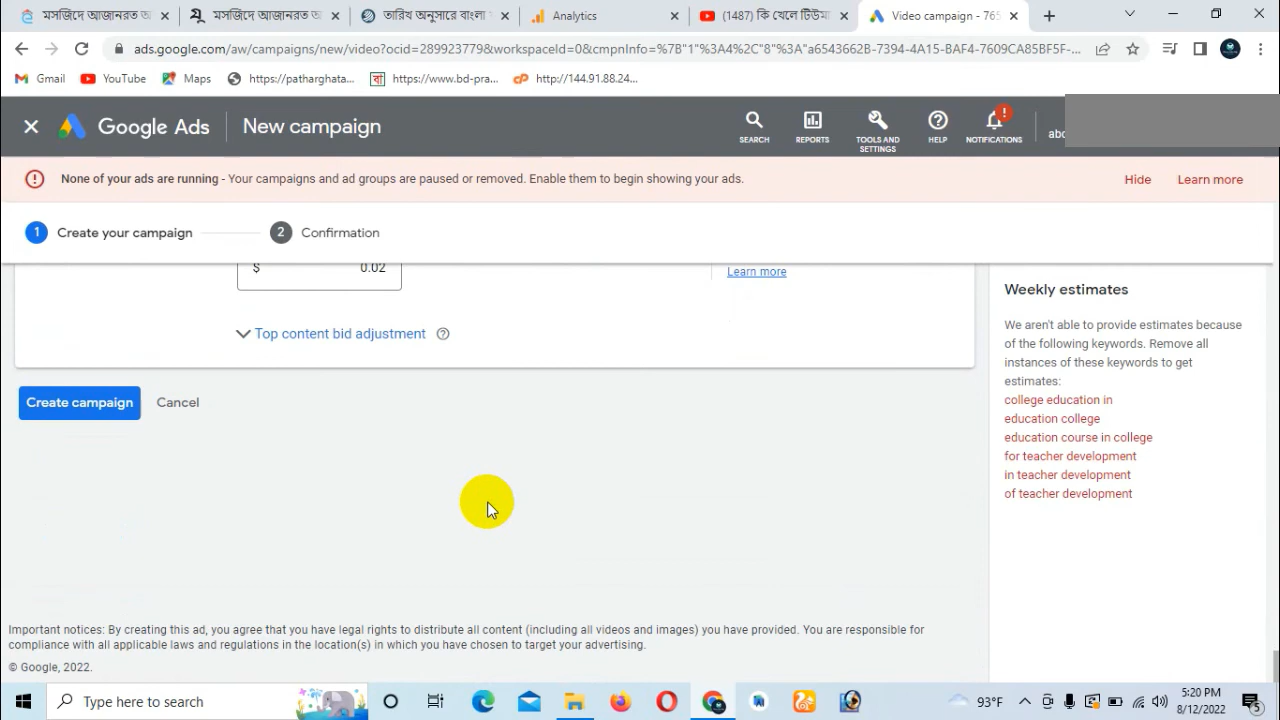 মসজিদে আজানরত অ
মসজিদে আজানরত অ
তারিখ অনুসারে বাংলা
Analytics
(1487) কি খেলে টিউমা
Video campaign - 765
ads.google.com/aw/campaigns/new/video?ocid=289923779&workspaceId=0&cmpnInfo=%7B"1"%3A4%2C"8"%3A"a6543662B-7394-4A15-BAF4-7609CA85BF5F-...
Gmail
YouTube
Maps
https://patharghata...
https://www.bd-pra...
http://144.91.88.24...
Google Ads
New campaign
SEARCH
REPORTS
TOOLS AND SETTINGS
HELP
NOTIFICATIONS
abo
None of your ads are running - Your campaigns and ad groups are paused or removed. Enable them to begin showing your ads.
Hide
Learn more
1 Create your campaign
2 Confirmation
$ 0.02
Learn more
Top content bid adjustment
Create campaign
Cancel
Weekly estimates
We aren't able to provide estimates because
of the following keywords. Remove all
instances of these keywords to get
estimates:
college education in
education college
education course in college
for teacher development
in teacher development
of teacher development
Important notices: By creating this ad, you agree that you have legal rights to distribute all content (including all videos and images) you have provided. You are responsible for
compliance with all applicable laws and regulations in the location(s) in which you have chosen to target your advertising.
© Google, 2022.
Type here to search
93°F
5:20 PM
8/12/2022
5